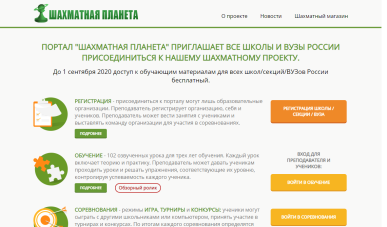 ШАХМАТНАЯ ПЛАНЕТА
О проекте Новости Шахматный магазин
ПОРТАЛ "ШАХМАТНАЯ ПЛАНЕТА" ПРИГЛАШАЕТ ВСЕ ШКОЛЫ И ВУЗЫ РОССИИ
ПРИСОЕДИНИТЬСЯ К НАШЕМУ ШАХМАТНОМУ ПРОЕКТУ.
До 1 сентября 2020 доступ к обучающим материалам для всех школ/секций/ВУЗов России
бесплатный.
РЕГИСТРАЦИЯ - присоединяться к порталу могут лишь образовательные
организации. Преподаватель регистрирует организацию, себя и
учеников. Преподаватель может вести занятия с учениками и
выставлять команду организации для участия в соревнованиях.
ПОДРОБНЕЕ
РЕГИСТРАЦИЯ ШКОЛЫ /
СЕКЦИИ / ВУЗА
ОБУЧЕНИЕ - 102 озвученных урока для трех лет обучения. Каждый урок
включает теорию и практику. Преподаватель может давать ученикам
проходить уроки и решать упражнения, соответствующие их уровню,
контролируя успеваемость каждого ученика.
ПОДРОБНЕЕ Обзорный ролик
ВХОД ДЛЯ
ПРЕПОДАВАТЕЛЯ И
УЧЕНИКОВ:
ВОЙТИ В ОБУЧЕНИЕ
СОРЕВНОВАНИЯ - режимы ИГРА, ТУРНИРЫ и КОНКУРСЫ: ученики могут
сыграть с другими школьниками или компьютером, принять участие в
турнирах и конкурсах. По итогам каждого соревнования определятся
ВОЙТИ В СОРЕВНОВАНИЯ